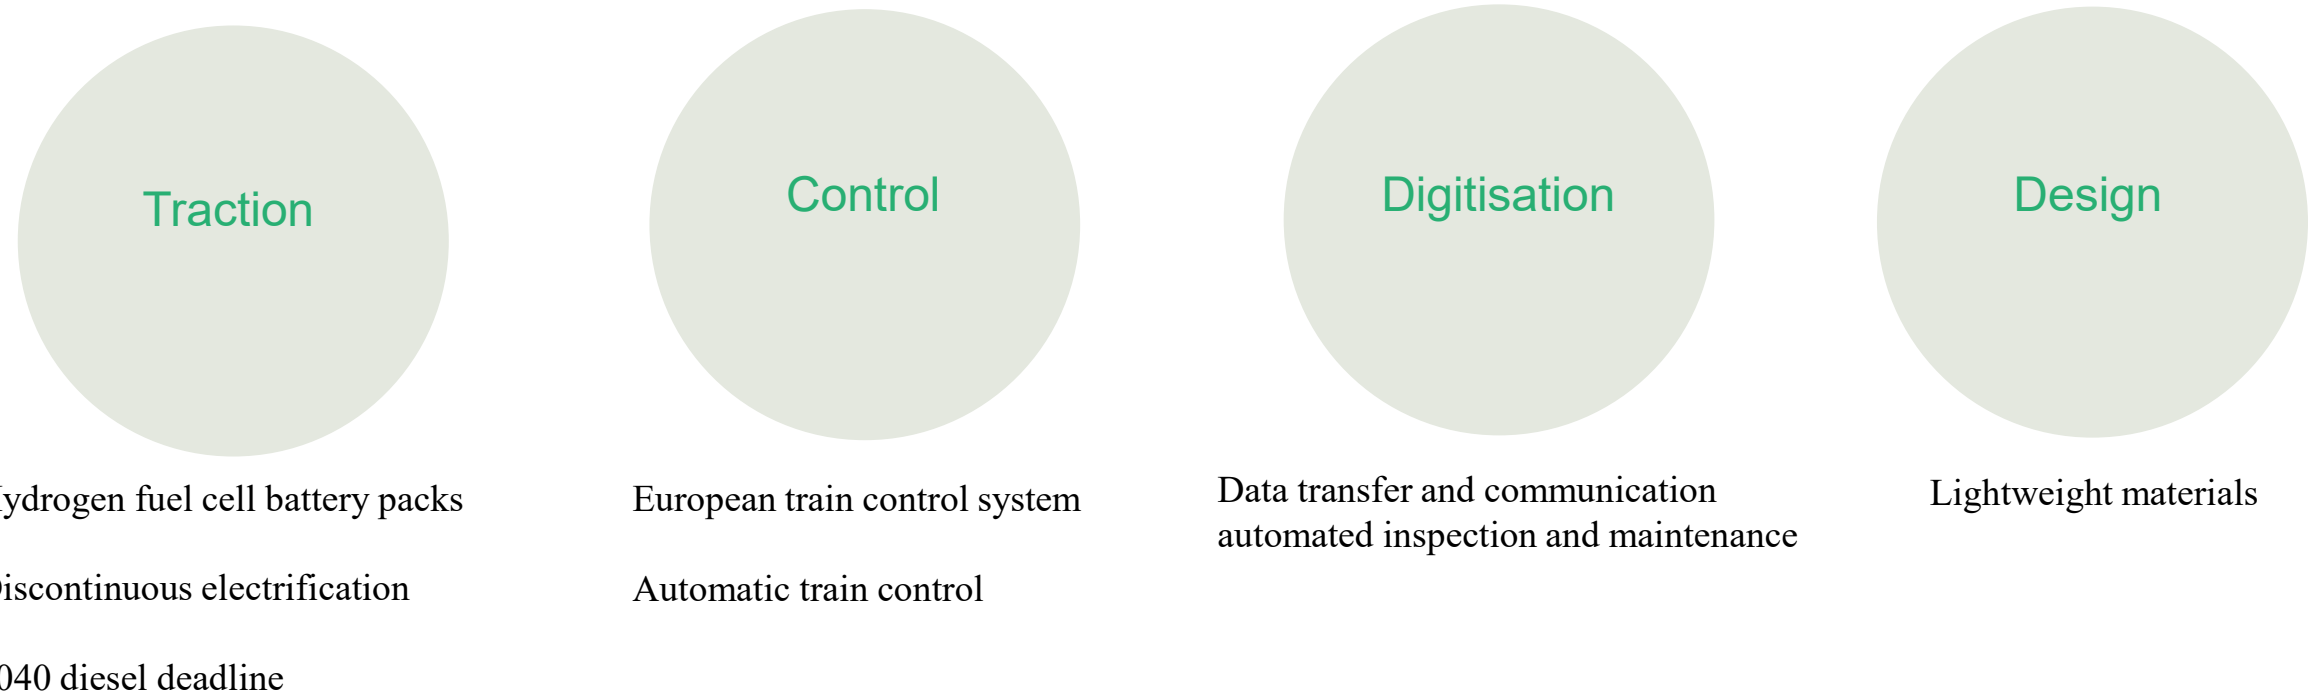 Traction
Control
Digitisation
Design
ydrogen fuel cell battery packs
iscontinuous electrification
040 diesel deadline
European train control system
Automatic train control
Data transfer and communication
automated inspection and maintenance
Lightweight materials